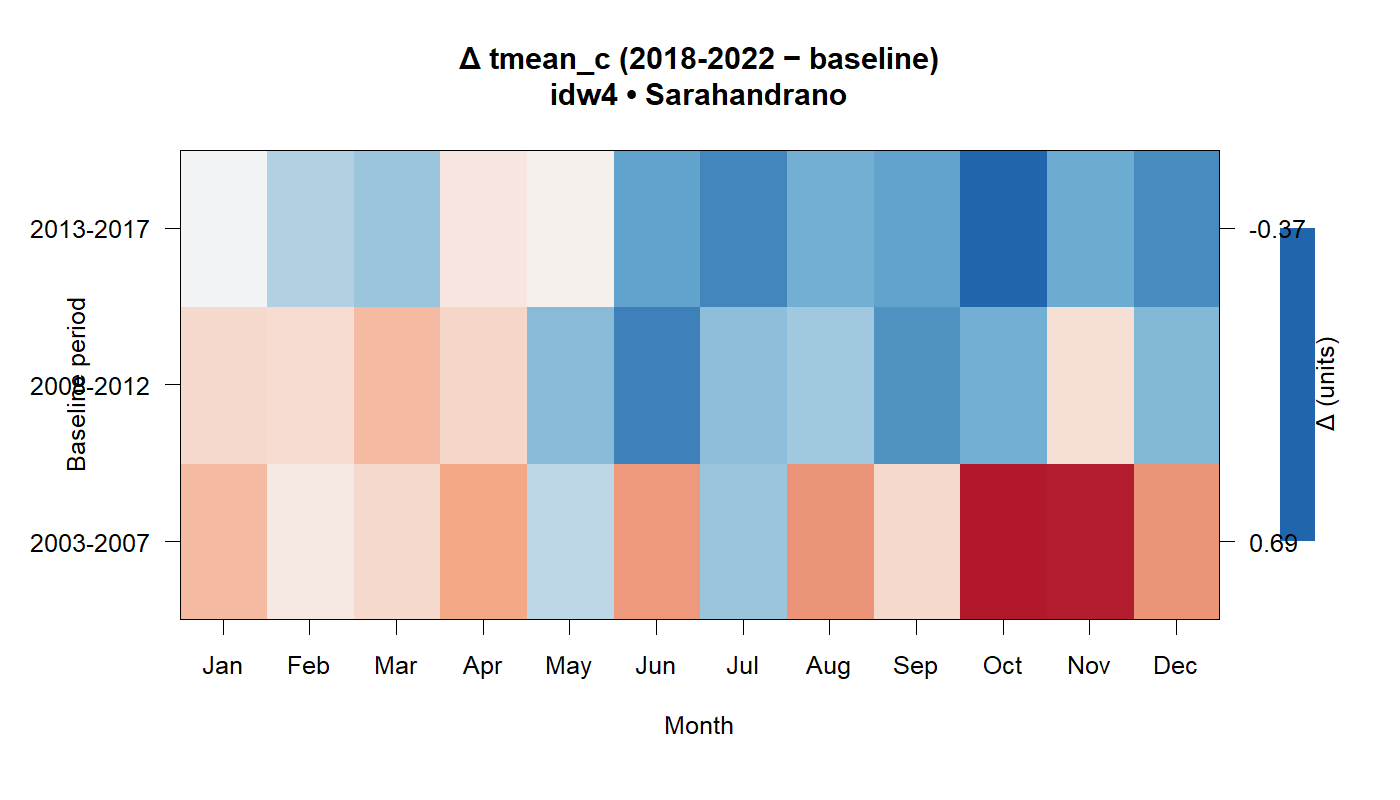 Δ tmean_c (2018-2022 − baseline)
idw4 • Sarahandrano
2013-2017
2008-2012
2003-2007
Baseline period
Jan Feb Mar Apr May Jun Jul Aug Sep Oct Nov Dec
Month
-0.37
0.69
Δ (units)